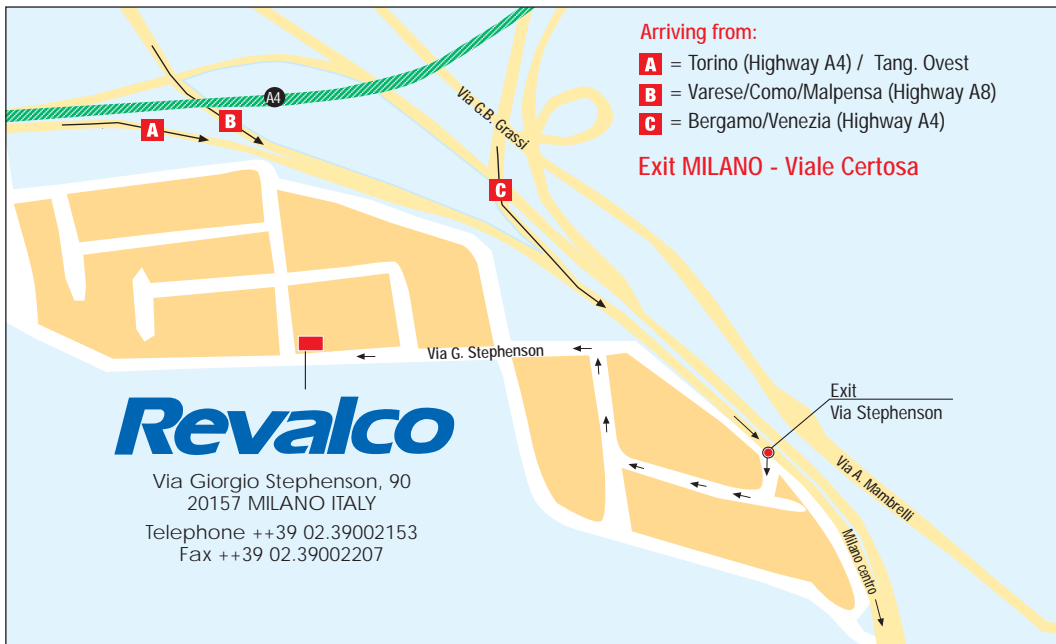 Arriving from:
A = Torino (Highway A4) / Tang. Ovest
B = Varese/Como/Malpensa (Highway A8)
C = Bergamo/Venezia (Highway A4)
Exit MILANO - Viale Certosa
A4
A
B
C
Via G.B. Grassi
Via G. Stephenson
Exit
Via Stephenson
Via A. Mambrelli
Milano centro
Revalco
Via Giorgio Stephenson, 90
20157 MILANO ITALY
Telephone ++39 02.39002153
Fax ++39 02.39002207